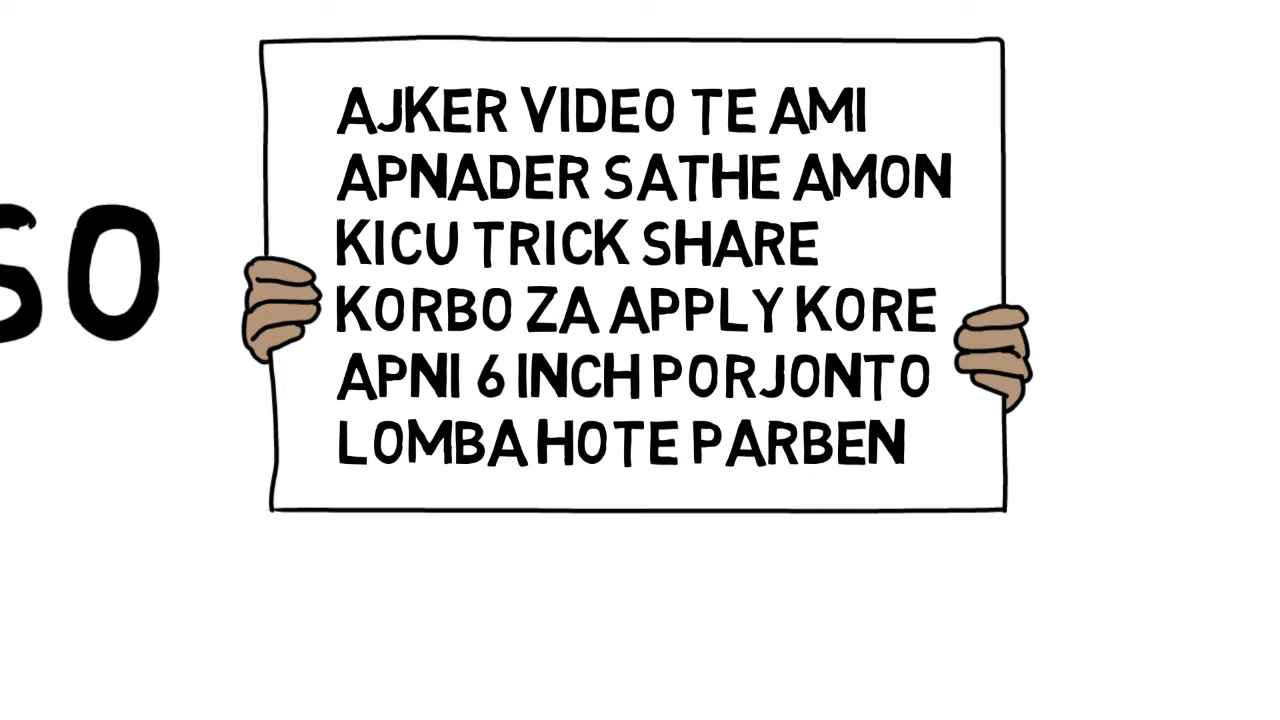 SO
AJKER VIDEO TE AMI
APNADER SATHE AMON
KICU TRICK SHARE
KORBO ZA APPLY KORE
APNI 6 INCH PORJONTO
LOMBA HOTE PARBEN